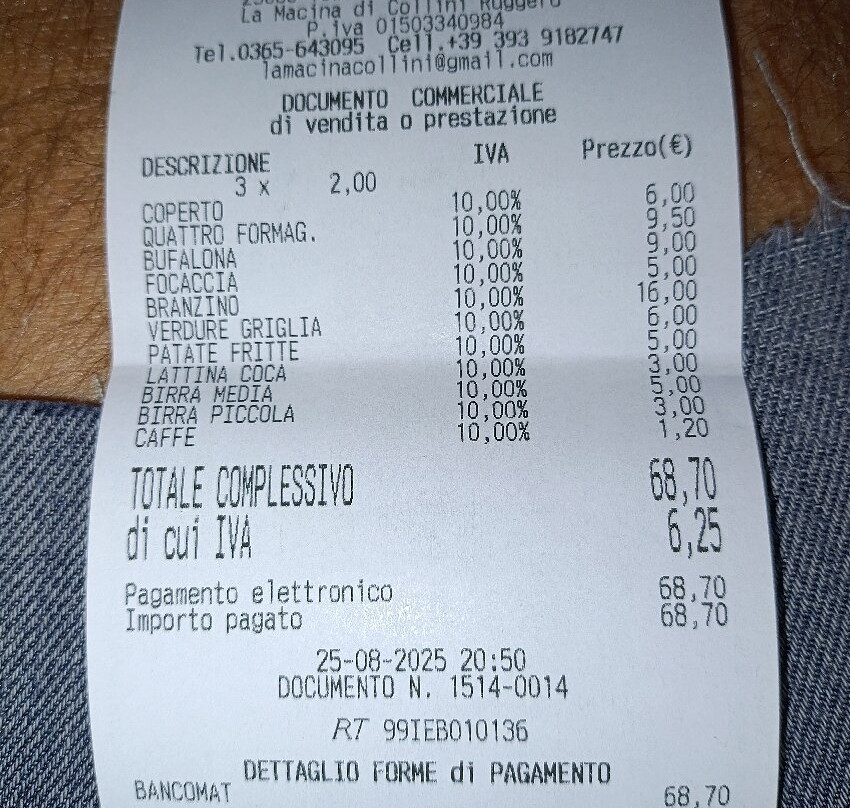 La Macina di Collini Ruggero
P.iva 01503340984
Tel.0365-643095 Cell.+39 393 9182747
lamacinacollini@gmail.com
DOCUMENTO COMMERCIALE
di vendita o prestazione
DESCRIZIONE IVA Prezzo(€)
3 x 2,00
COPERTO 10,00% 6,00
QUATTRO FORMAG. 10,00% 9,50
BUFALONA 10,00% 9,00
FOCACCIA 10,00% 5,00
BRANZINO 10,00% 16,00
VERDURE GRIGLIA 10,00% 6,00
PATATE FRITTE 10,00% 5,00
LATTINA COCA 10,00% 3,00
BIRRA MEDIA 10,00% 5,00
BIRRA PICCOLA 10,00% 3,00
CAFFE 10,00% 1,20
TOTALE COMPLESSIVO 68,70
di cui IVA 6,25
Pagamento elettronico 68,70
Importo pagato 68,70
25-08-2025 20:50
DOCUMENTO N. 1514-0014
RT 99IEB010136
DETTAGLIO FORME di PAGAMENTO
BANCOMAT 68,70